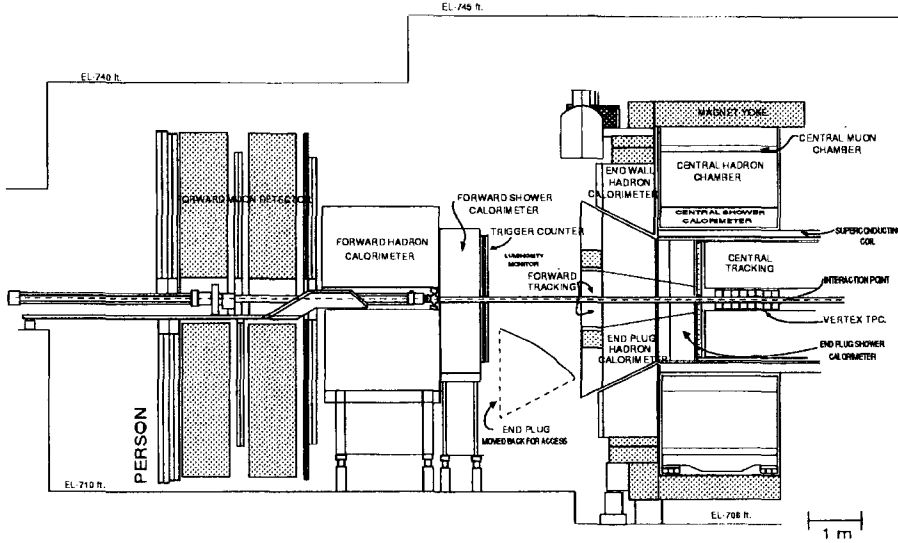 EL-745 ft.
EL-740 ft.
MAGNET YOKE
CENTRAL MUON
CHAMBER
CENTRAL HADRON
CHAMBER
END WALL
HADRON
CALORIMETER
FORWARD MUON DETECTOR
FORWARD SHOWER
CALORIMETER
CENTRAL SHOWER
CALORIMETER
SUPERCONDUCTING
COIL
TRIGGER COUNTER
FORWARD HADRON
CALORIMETER
LUMINOSITY
MONITOR
CENTRAL
TRACKING
FORWARD
TRACKING
INTERACTION POINT
VERTEX TPC.
END PLUG
HADRON
CALORIMETER
END PLUG SHOWER
CALORIMETER
PERSON
END PLUG
MOVED BACK FOR ACCESS
EL-710 ft.
EL-706 ft.
1 m